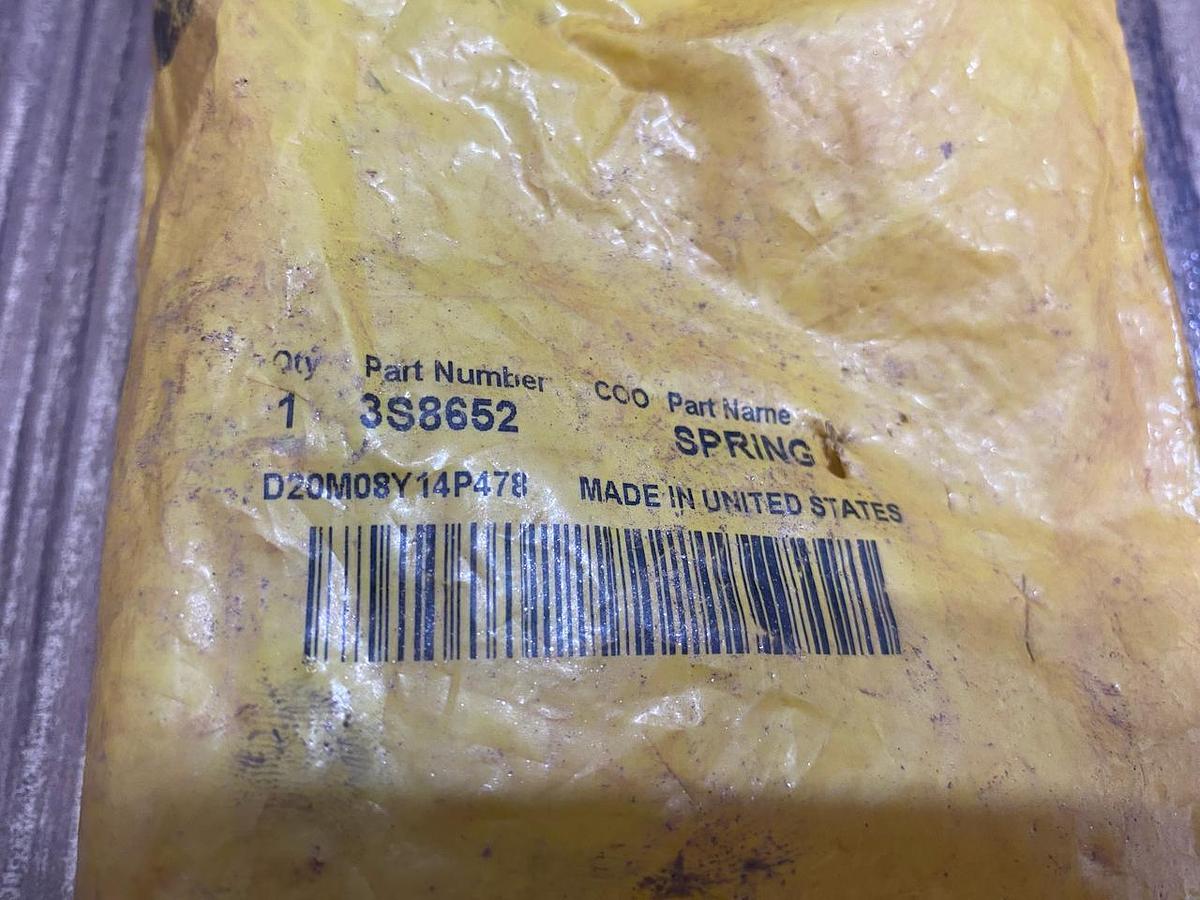 Qty Part Number COO Part Name
1 3S8652 SPRING
D20M08Y14P478 MADE IN UNITED STATES